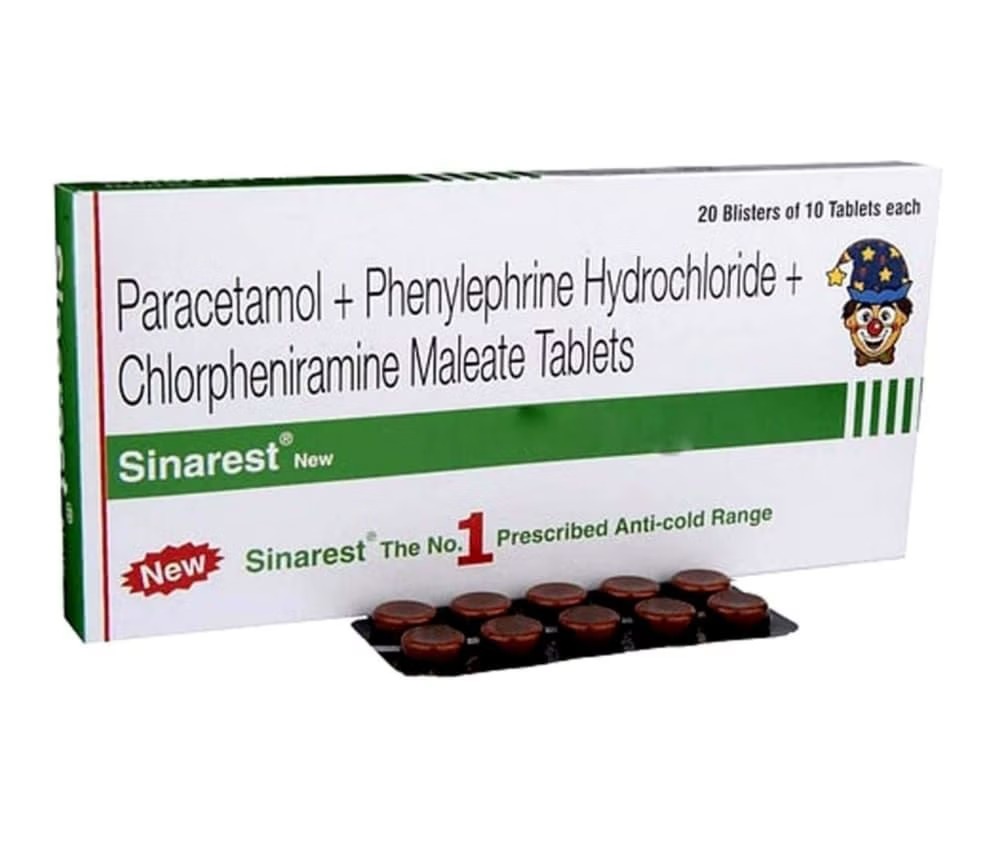 20 Blisters of 10 Tablets each
Paracetamol + Phenylephrine Hydrochloride +
Chlorpheniramine Maleate Tablets
Sinarest® New
New
Sinarest® The No.1 Prescribed Anti-cold Range